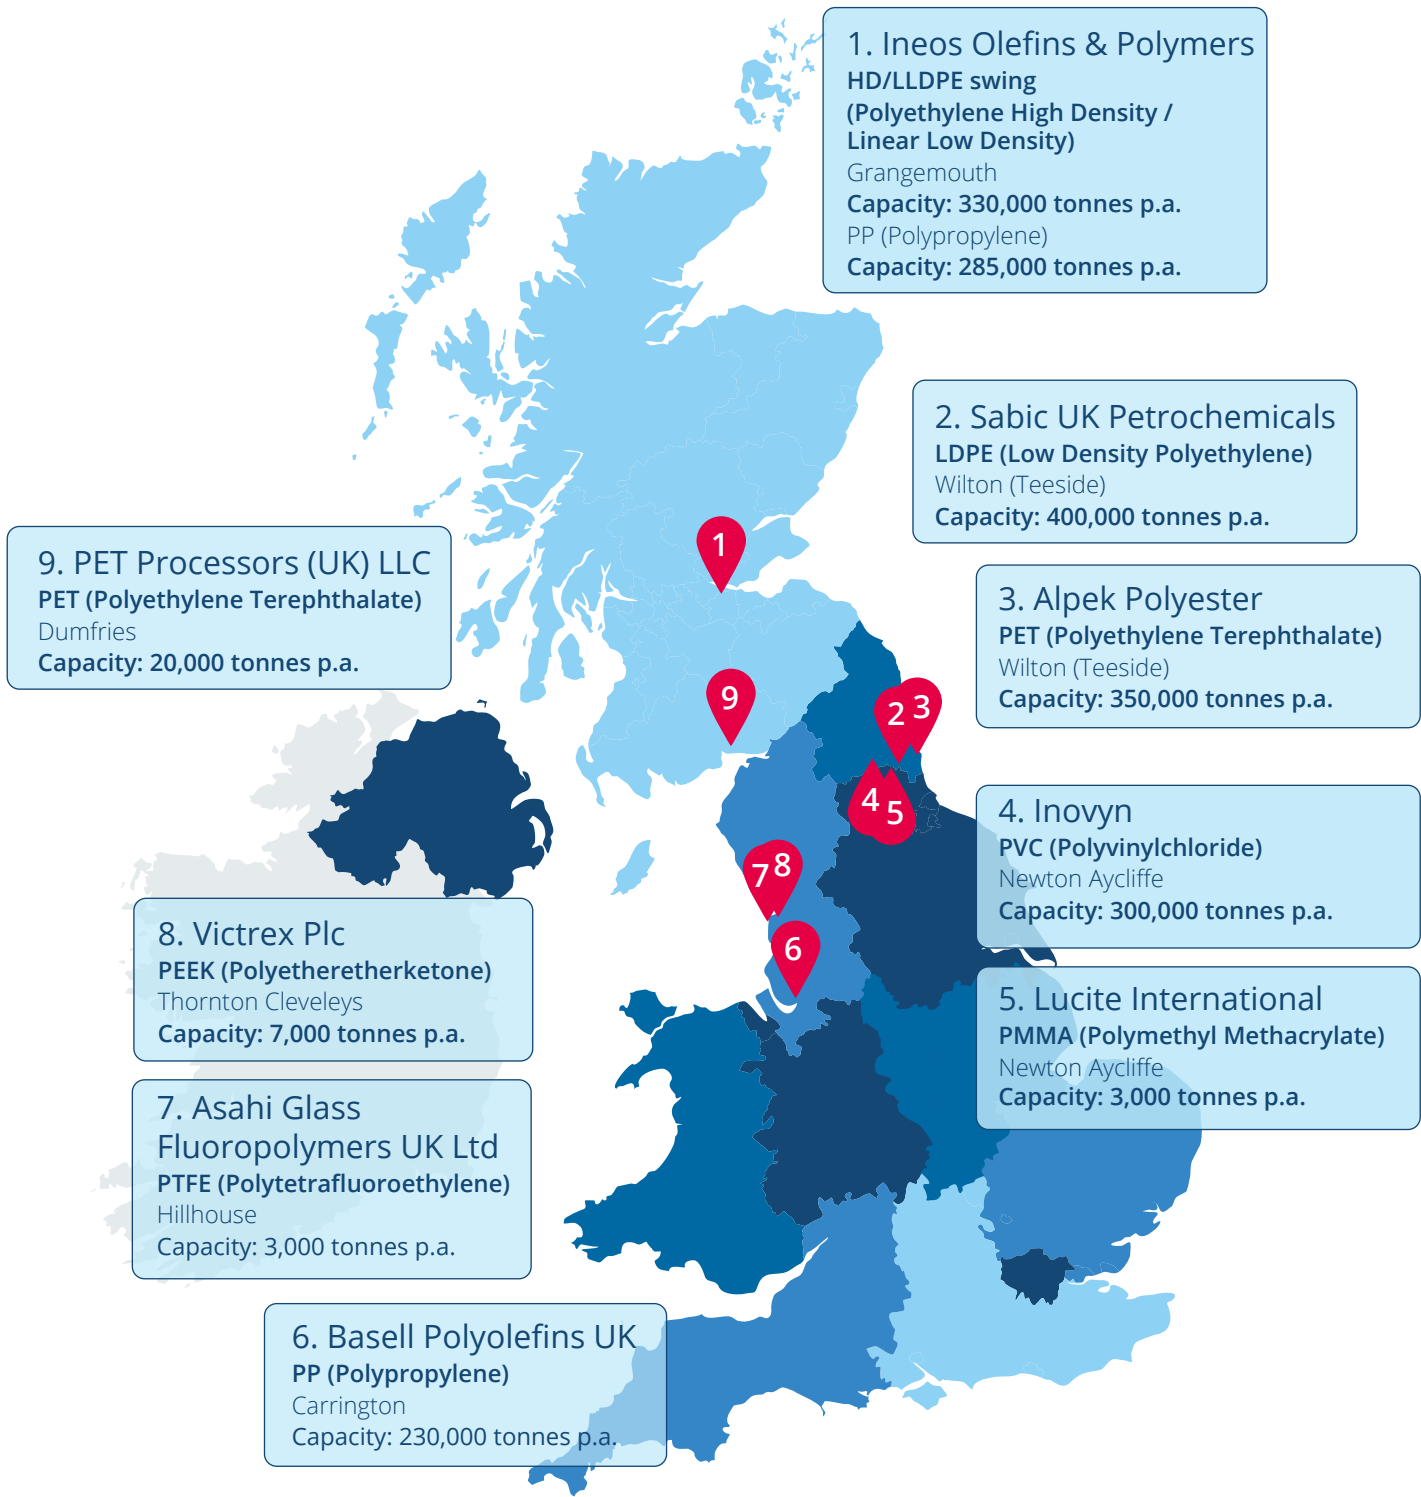 1. Ineos Olefins & Polymers
HD/LLDPE swing
(Polyethylene High Density /
Linear Low Density)
Grangemouth
Capacity: 330,000 tonnes p.a.
PP (Polypropylene)
Capacity: 285,000 tonnes p.a.
2. Sabic UK Petrochemicals
LDPE (Low Density Polyethylene)
Wilton (Teeside)
Capacity: 400,000 tonnes p.a.
1
9. PET Processors (UK) LLC
PET (Polyethylene Terephthalate)
Dumfries
Capacity: 20,000 tonnes p.a.
3. Alpek Polyester
PET (Polyethylene Terephthalate)
Wilton (Teeside)
Capacity: 350,000 tonnes p.a.
9
2
3
4
5
4. Inovyn
PVC (Polyvinylchloride)
Newton Aycliffe
Capacity: 300,000 tonnes p.a.
7
8
6
8. Victrex Plc
PEEK (Polyetheretherketone)
Thornton Cleveleys
Capacity: 7,000 tonnes p.a.
5. Lucite International
PMMA (Polymethyl Methacrylate)
Newton Aycliffe
Capacity: 3,000 tonnes p.a.
7. Asahi Glass
Fluoropolymers UK Ltd
PTFE (Polytetrafluoroethylene)
Hillhouse
Capacity: 3,000 tonnes p.a.
6. Basell Polyolefins UK
PP (Polypropylene)
Carrington
Capacity: 230,000 tonnes p.a.